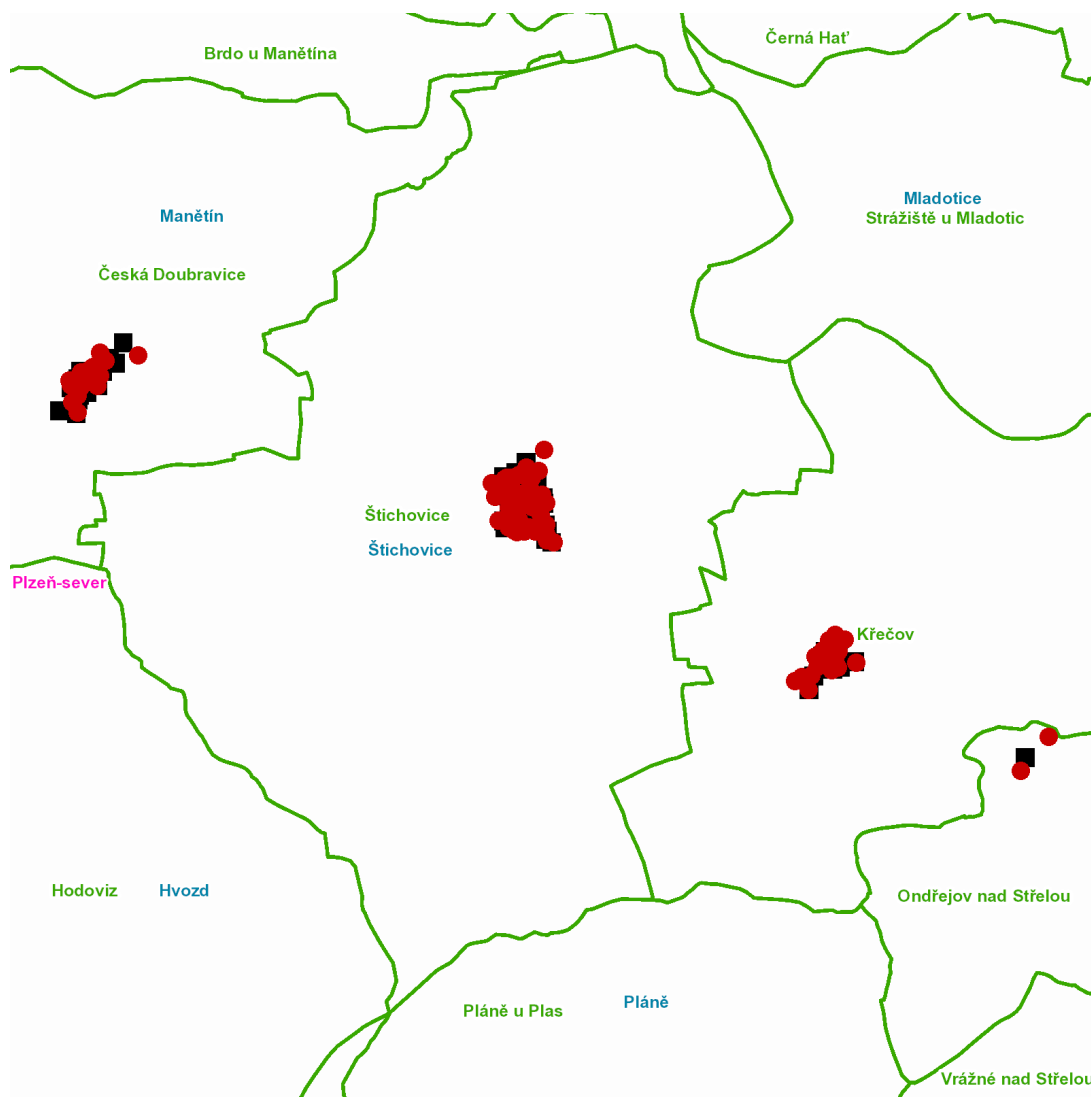 Černá Hať
Brdo u Manětína
Mladotice
Manětín
Strážiště u Mladotic
Česká Doubravice
Štichovice
Štichovice
Plzeň-sever
Křečov
Hodoviz
Hvozd
Ondřejov nad Střelou
Pláně
Pláně u Plas
Vrážné nad Střelou